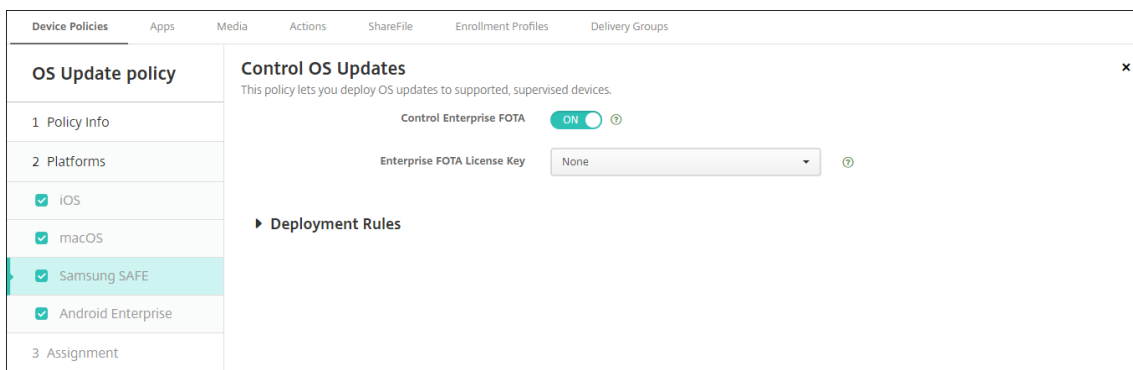 Device Policies Apps Media Actions ShareFile Enrollment Profiles Delivery Groups
OS Update policy
1 Policy Info
2 Platforms
iOS
macOS
Samsung SAFE
Android Enterprise
3 Assignment
Control OS Updates
This policy lets you deploy OS updates to supported, supervised devices.
Control Enterprise FOTA ON ?
Enterprise FOTA License Key None ?
Deployment Rules